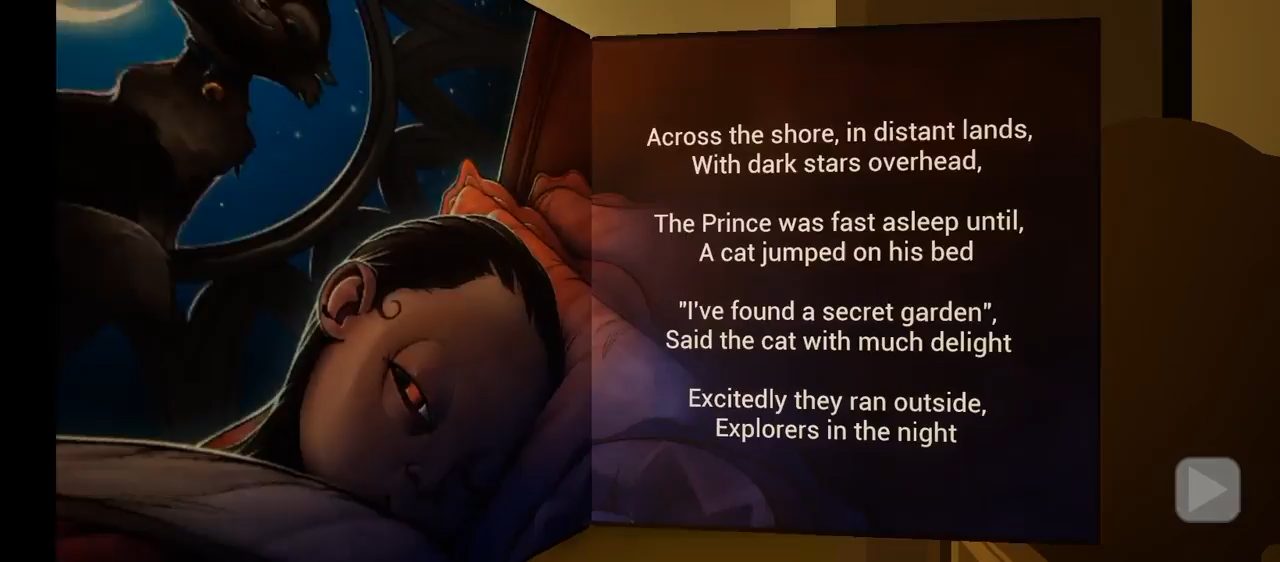 Across the shore, in distant lands,
With dark stars overhead,
The Prince was fast asleep until,
A cat jumped on his bed
"I've found a secret garden",
Said the cat with much delight
Excitedly they ran outside,
Explorers in the night